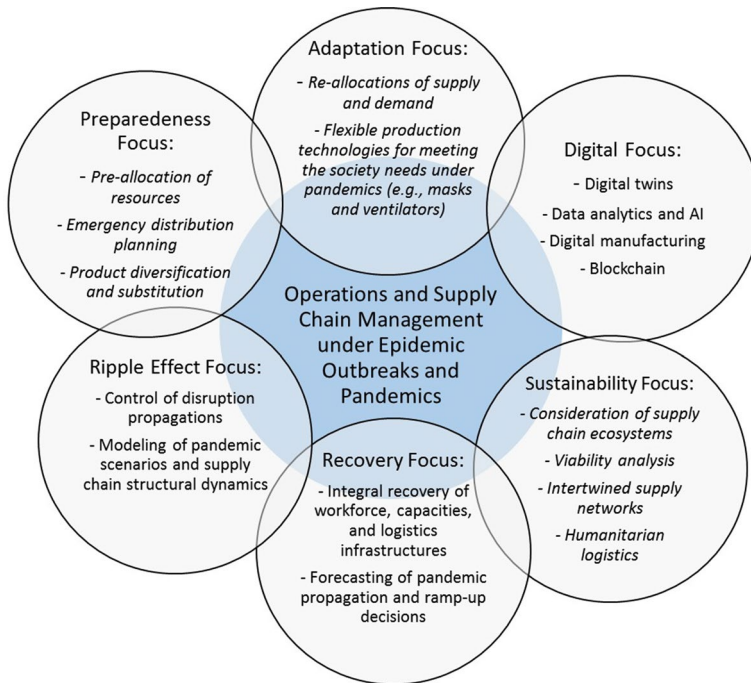 Adaptation Focus:
- Re-allocations of supply
and demand
- Flexible production
technologies for meeting
the society needs under
pandemics (e.g., masks
and ventilators)
Preparedeness
Focus:
- Pre-allocation of
resources
- Emergency distribution
planning
- Product diversification
and substitution
Digital Focus:
- Digital twins
- Data analytics and AI
- Digital manufacturing
- Blockchain
Operations and Supply
Chain Management
under Epidemic
Outbreaks and
Pandemics
Ripple Effect Focus:
- Control of disruption
propagations
- Modeling of pandemic
scenarios and supply
chain structural dynamics
Sustainability Focus:
- Consideration of supply
chain ecosystems
- Viability analysis
- Intertwined supply
networks
- Humanitarian
logistics
Recovery Focus:
- Integral recovery of
workforce, capacities,
and logistics
infrastructures
- Forecasting of pandemic
propagation and ramp-up
decisions